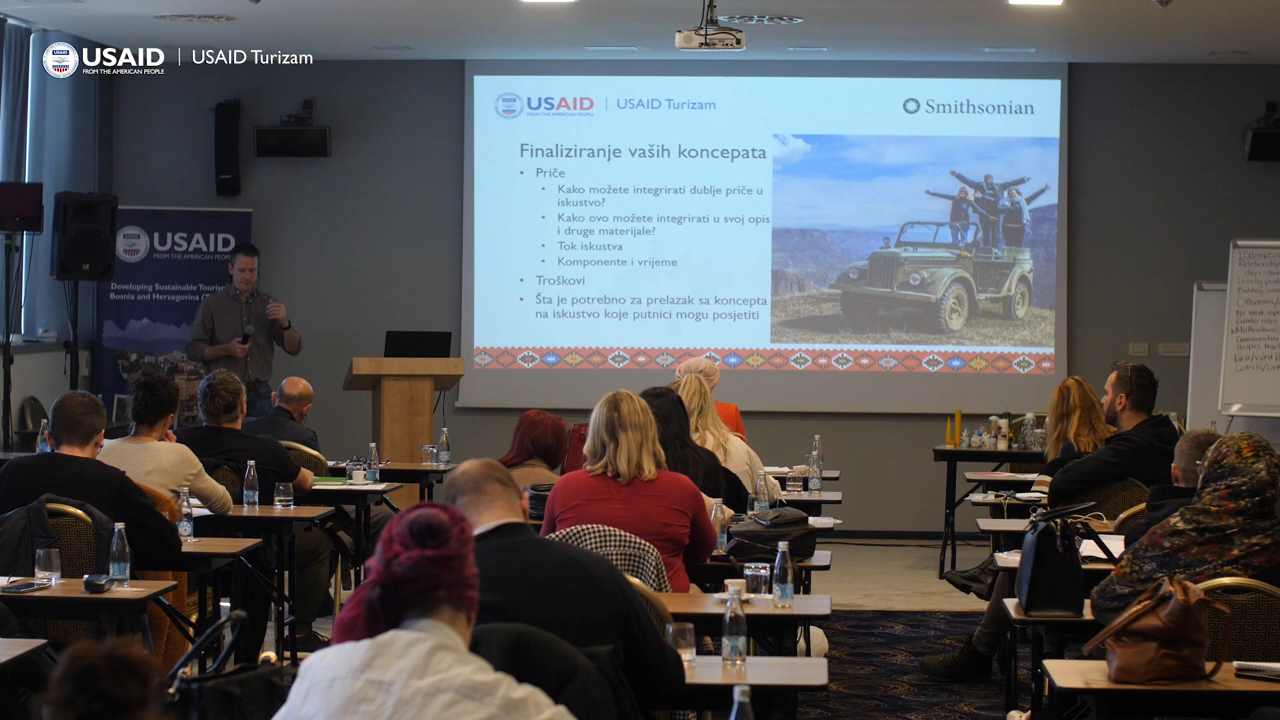 USAID
FROM THE AMERICAN PEOPLE
USAID Turizam
USAID
FROM THE AMERICAN PEOPLE
USAID Turizam
Smithsonian
Finaliziranje vaših koncepata
• Priče
• Kako možete integrirati dublje priče u
iskustvo?
• Kako ovo možete integrirati u svoj opis
i druge materijale?
• Tok iskustva
• Komponente i vrijeme
• Troškovi
• Šta je potrebno za prelazak sa koncepta
na iskustvo koje putnici mogu posjetiti
USAID
FROM THE AMERICAN PEOPLE
Developing Sustainable
Bosnia and Herzegovina